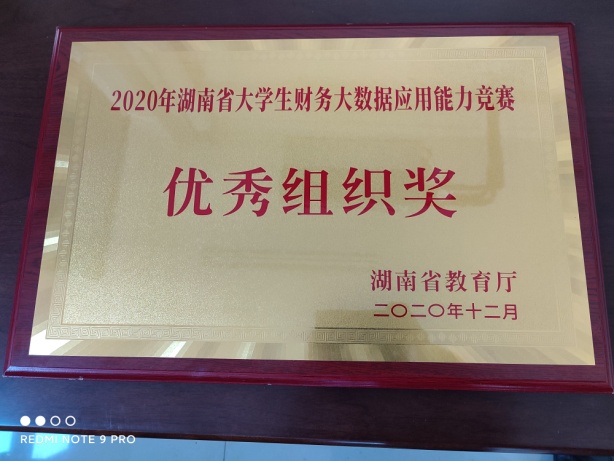 2020年湖南省大学生财务大数据应用能力竞赛
优秀组织奖
湖南省教育厅
二〇二〇年十二月
REDMI NOTE 9 PRO